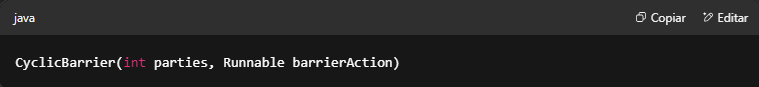 java
Copiar
Editar
CyclicBarrier(int parties, Runnable barrierAction)